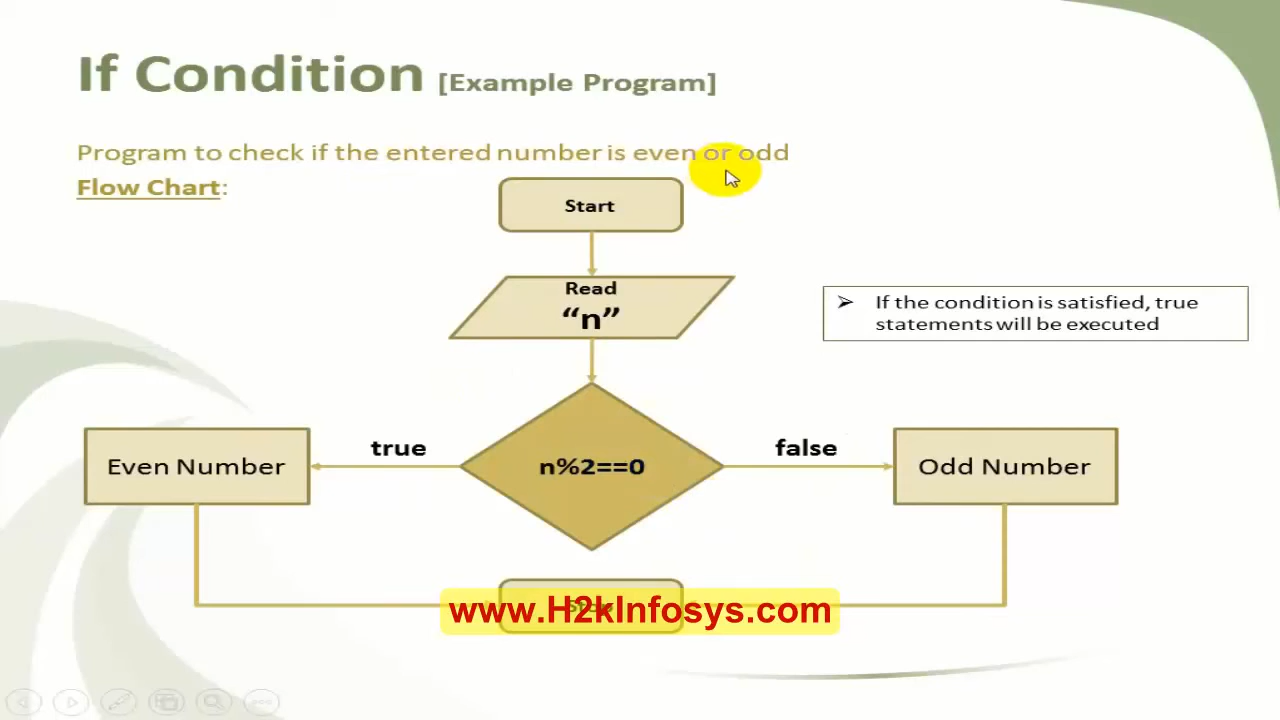 If Condition [Example Program]
Program to check if the entered number is even or odd
Flow Chart:
Start
Read
“n”
➢ If the condition is satisfied, true
statements will be executed
true
false
Even Number
n%2==0
Odd Number
www.H2kInfosys.com